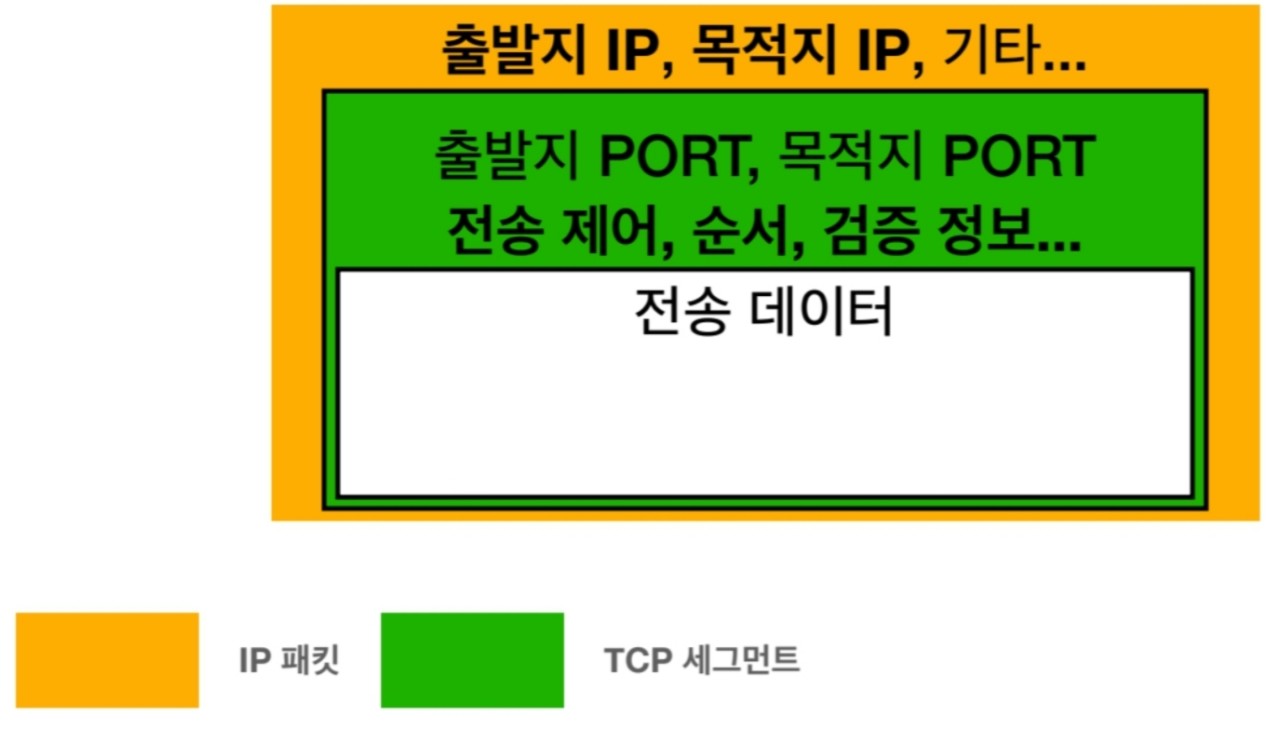 출발지 IP, 목적지 IP, 기타...
출발지 PORT, 목적지 PORT
전송 제어, 순서, 검증 정보...
전송 데이터
IP 패킷
TCP 세그먼트